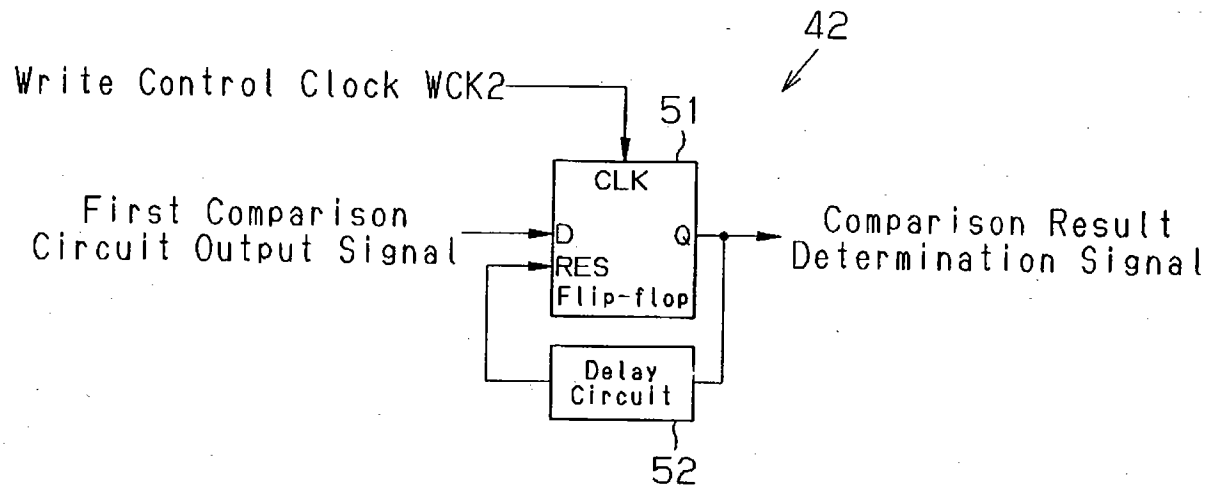 42
Write Control Clock WCK2
51
CLK
First Comparison
Circuit Output Signal
D
Q
RES
Flip-flop
Comparison Result
Determination Signal
Delay
Circuit
52